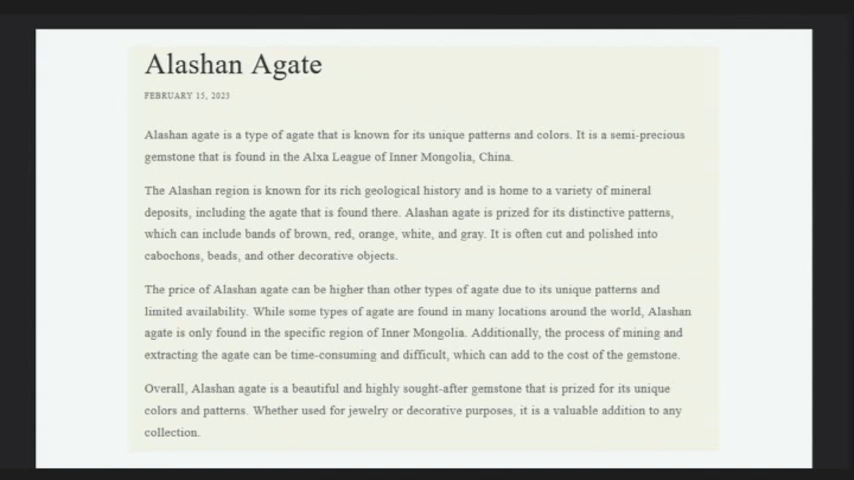 Alashan Agate
FEBRUARY 15, 2023
Alashan agate is a type of agate that is known for its unique patterns and colors. It is a semi-precious
gemstone that is found in the Alxa League of Inner Mongolia, China.
The Alashan region is known for its rich geological history and is home to a variety of mineral
deposits, including the agate that is found there. Alashan agate is prized for its distinctive patterns,
which can include bands of brown, red, orange, white, and gray. It is often cut and polished into
cabochons, beads, and other decorative objects.
The price of Alashan agate can be higher than other types of agate due to its unique patterns and
limited availability. While some types of agate are found in many locations around the world, Alashan
agate is only found in the specific region of Inner Mongolia. Additionally, the process of mining and
extracting the agate can be time-consuming and difficult, which can add to the cost of the gemstone.
Overall, Alashan agate is a beautiful and highly sought-after gemstone that is prized for its unique
colors and patterns. Whether used for jewelry or decorative purposes, it is a valuable addition to any
collection.